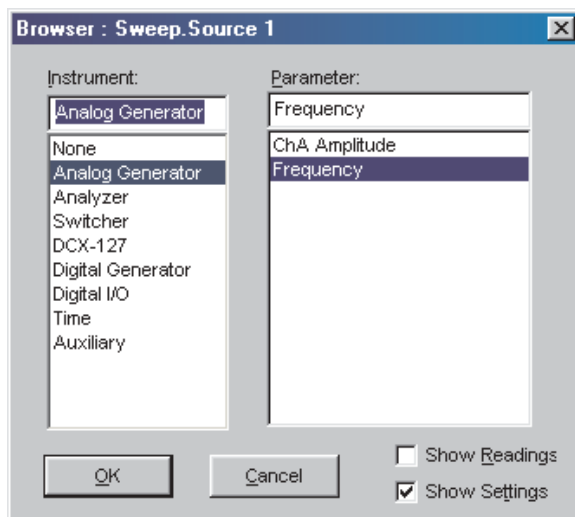 Browser : Sweep.Source 1
Instrument:
Analog Generator
None
Analog Generator
Analyzer
Switcher
DCX-127
Digital Generator
Digital I/O
Time
Auxiliary
Parameter:
Frequency
ChA Amplitude
Frequency
Show Readings
Show Settings
OK
Cancel